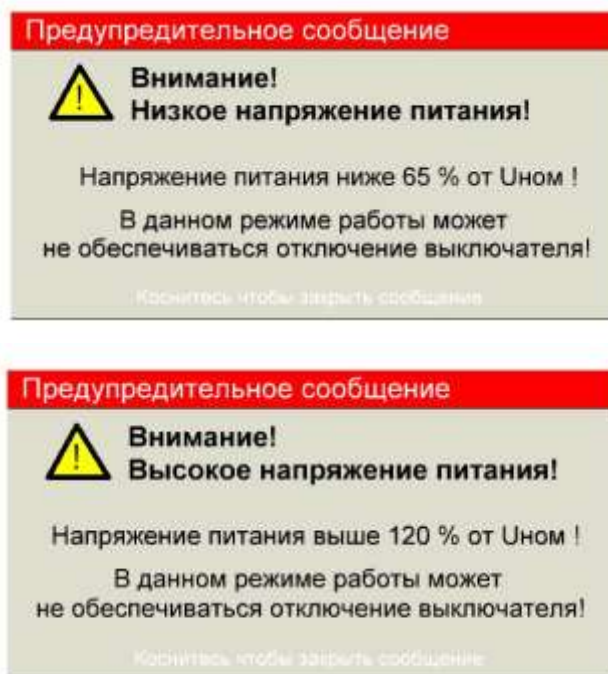 Предупредительное сообщение
!
Внимание!
Низкое напряжение питания!
Напряжение питания ниже 65 % от Uном !
В данном режиме работы может
не обеспечиваться отключение выключателя!
Коснитесь чтобы закрыть сообщение
Предупредительное сообщение
!
Внимание!
Высокое напряжение питания!
Напряжение питания выше 120 % от Uном !
В данном режиме работы может
не обеспечиваться отключение выключателя!
Коснитесь чтобы закрыть сообщение